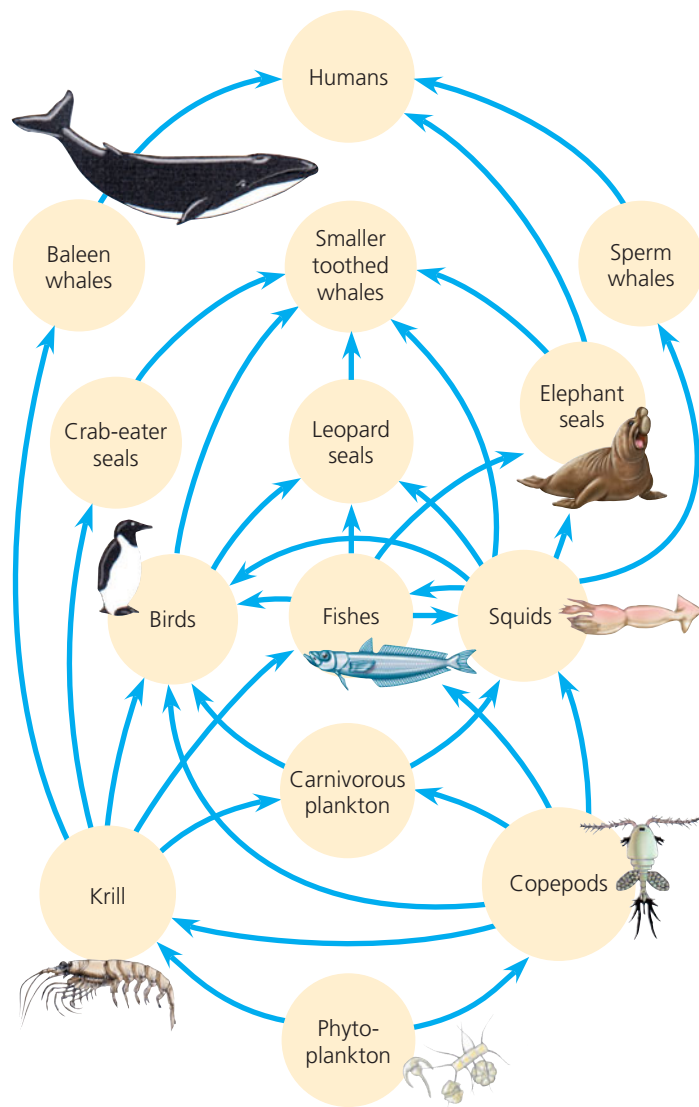 Humans
Baleen
whales
Smaller
toothed
whales
Sperm
whales
Crab-eater
seals
Leopard
seals
Elephant
seals
Birds
Fishes
Squids
Carnivorous
plankton
Krill
Copepods
Phyto-
plankton